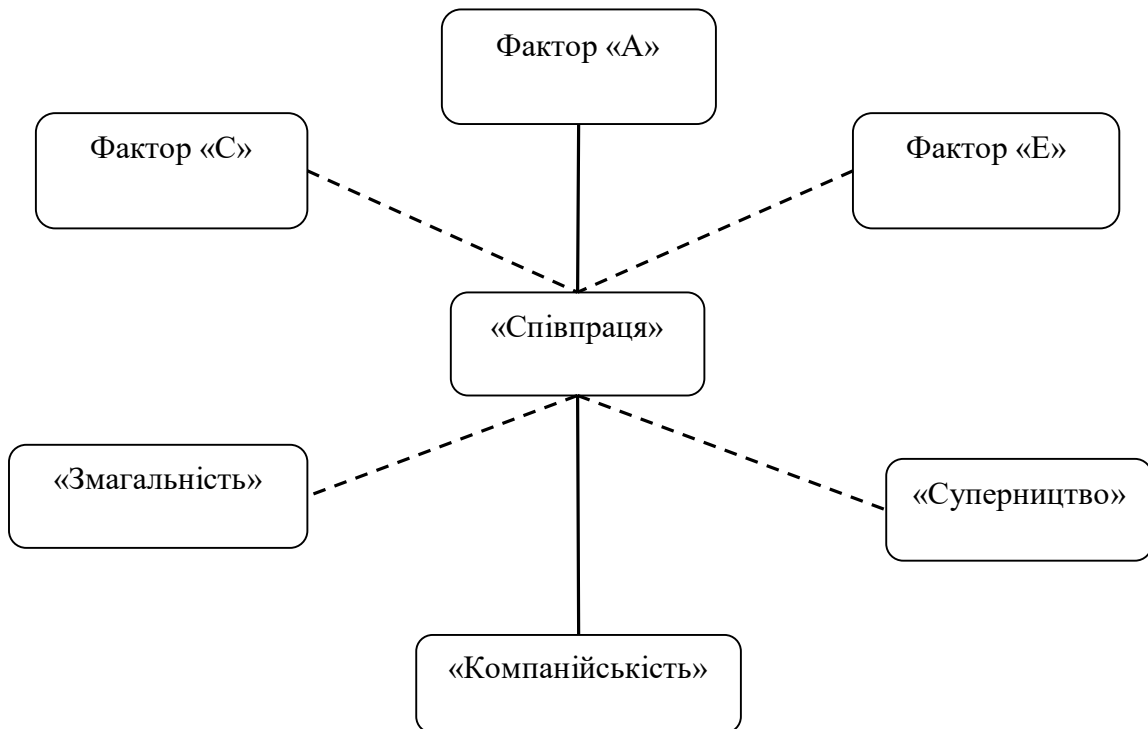 Фактор «А»
Фактор «С»
Фактор «Е»
«Співпраця»
«Змагальність»
«Суперництво»
«Компанійськість»